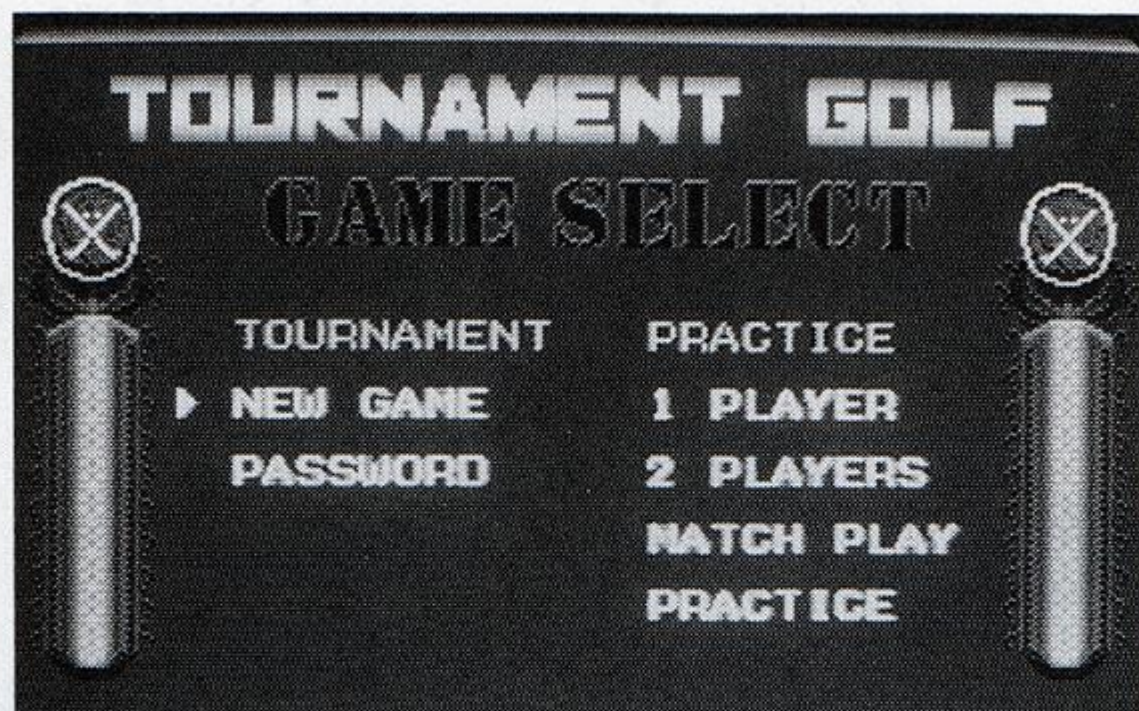 TOURNAMENT GOLF
GAME SELECT
TOURNAMENT
NEW GAME
PASSWORD
PRACTICE
1 PLAYER
2 PLAYERS
MATCH PLAY
PRACTICE